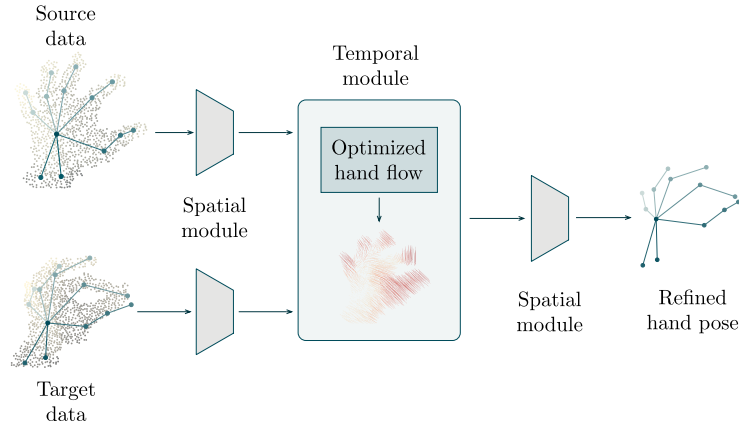 Source
data
Temporal
module
Optimized
hand flow
Spatial
module
Spatial
module
Refined
hand pose
Target
data